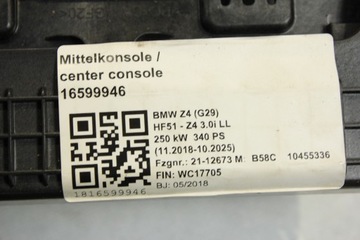 Mittelkonsole /
center console
16599946
BMW Z4 (G29)
HF51 - Z4 3.0i LL
250 kW 340 PS
(11.2018-10.2025)
Fzgnr.: 21-12673 M: B58C 10455336
FIN: WC17705
BJ: 05/2018
1816599946